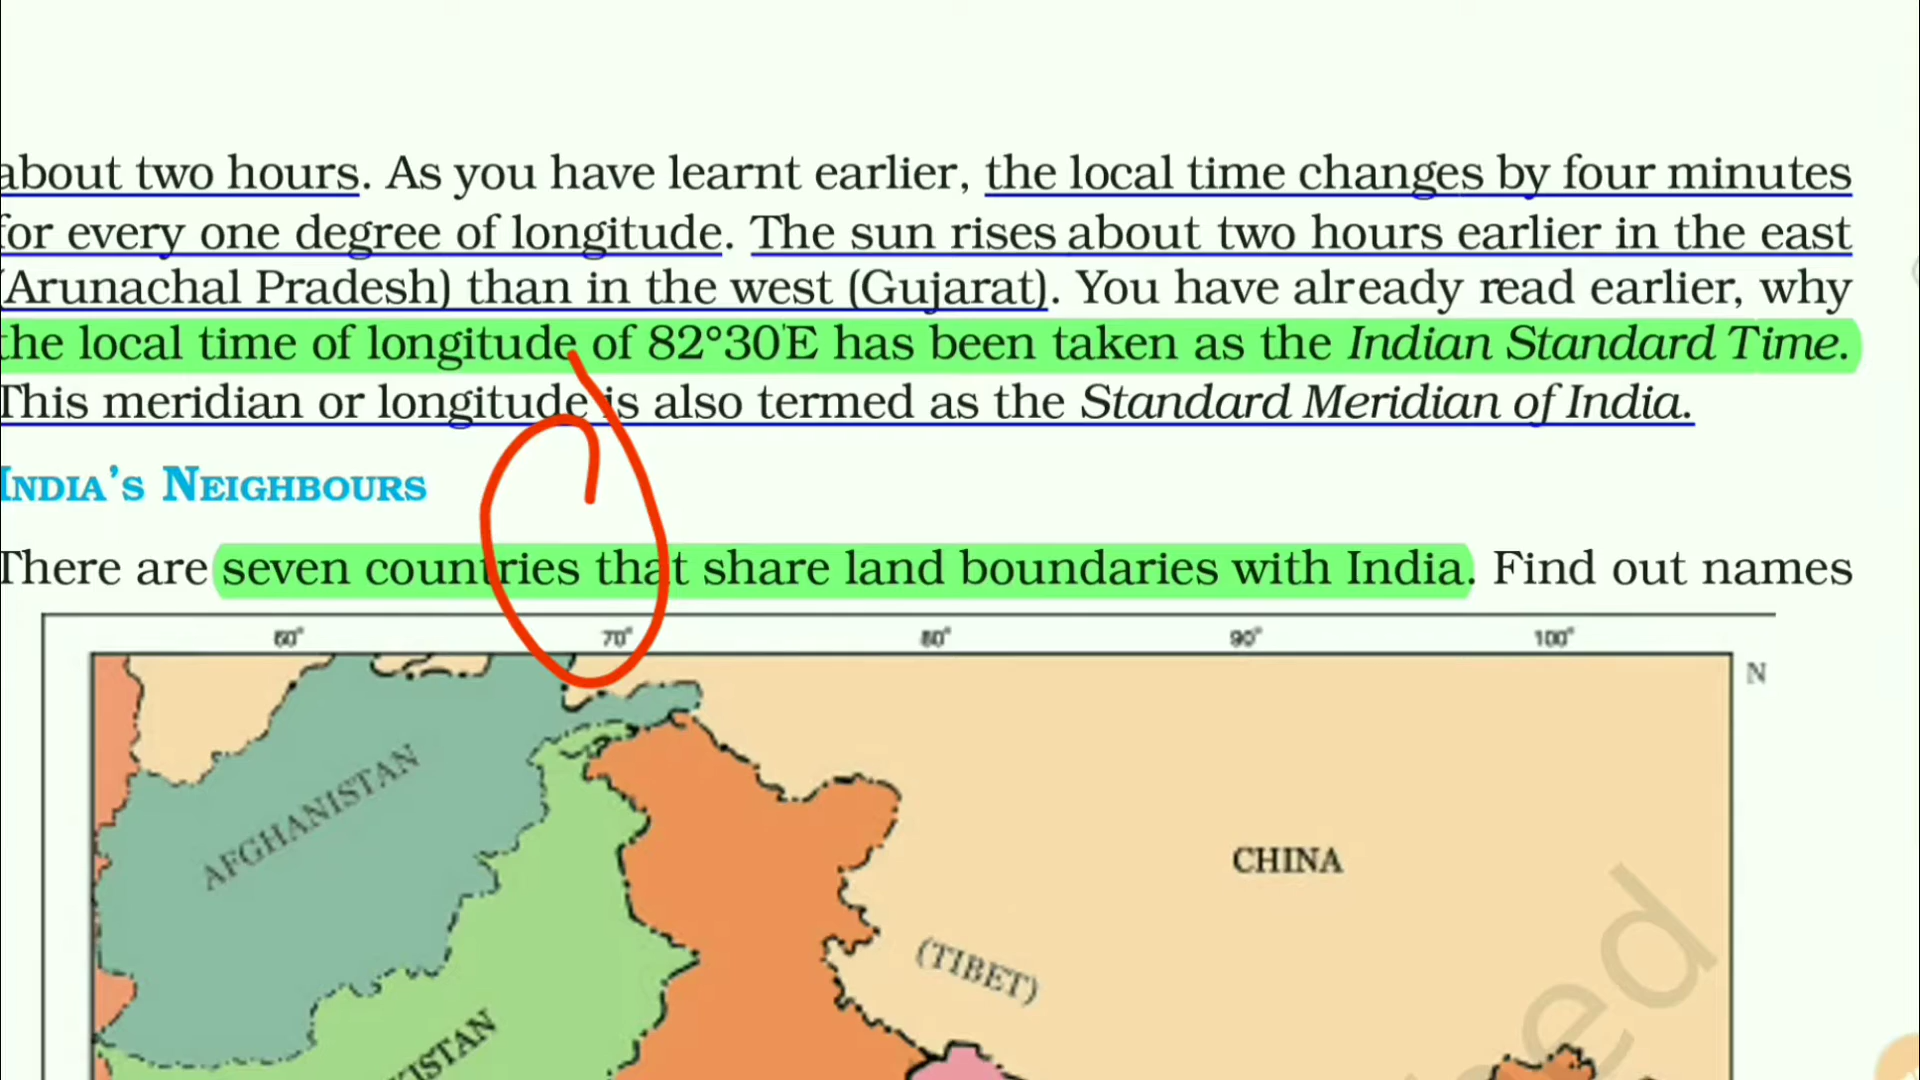 about two hours. As you have learnt earlier, the local time changes by four minutes
for every one degree of longitude. The sun rises about two hours earlier in the east
(Arunachal Pradesh) than in the west (Gujarat). You have already read earlier, why
the local time of longitude of 82°30'E has been taken as the Indian Standard Time.
This meridian or longitude is also termed as the Standard Meridian of India.
INDIA'S NEIGHBOURS
There are seven countries that share land boundaries with India. Find out names
60° 70° 80° 90° 100°
N
AFGHANISTAN
CHINA
(TIBET)
KISTAN
ed